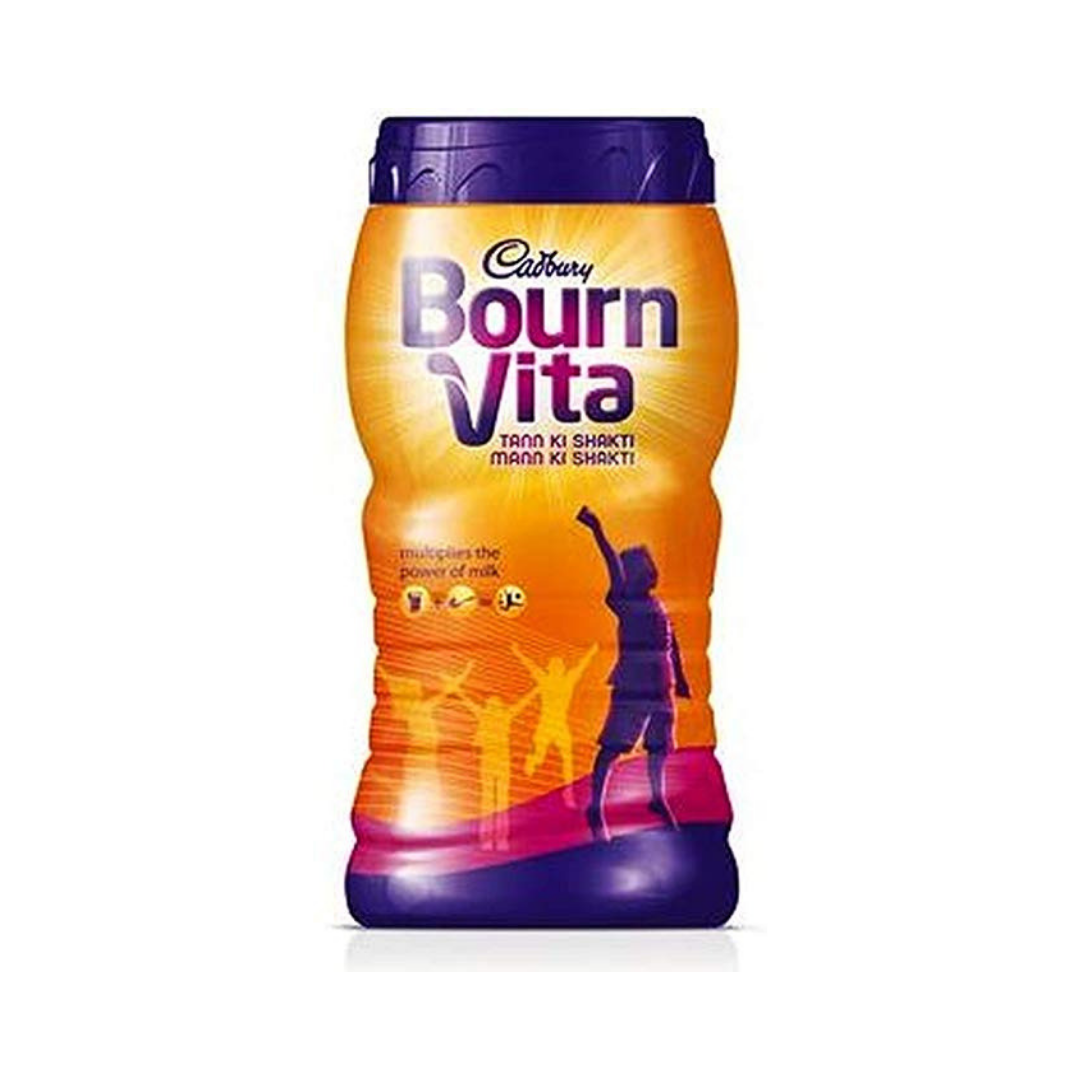 Cadbury
Bourn
Vita
TANN KI SHAKTI
MANN KI SHAKTI
multiplies the
power of milk